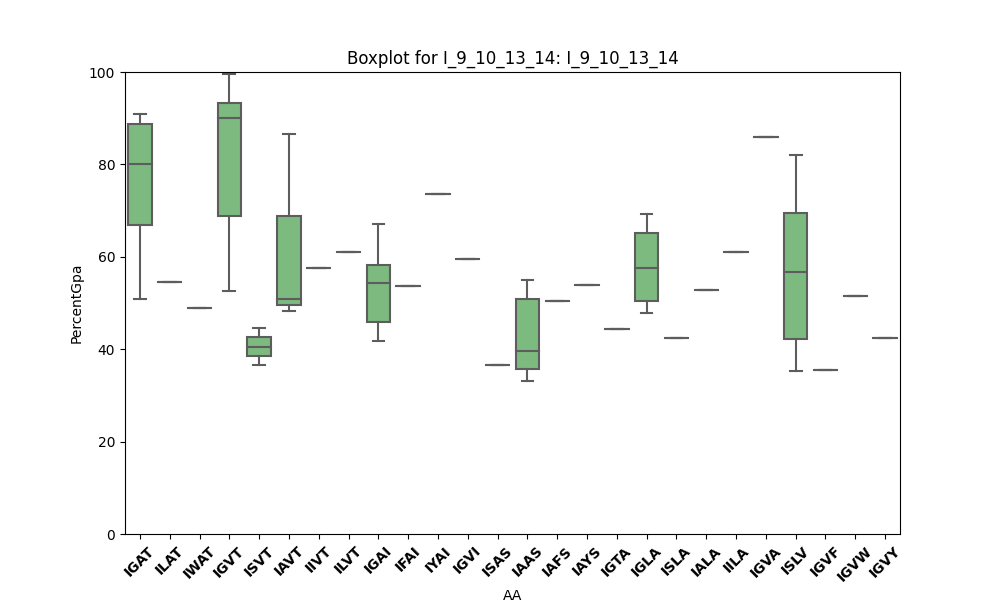 Boxplot for I_9_10_13_14: I_9_10_13_14
100
80
60
40
20
0
PercentGpa
IGAT ILAT IWAT IGVT ISVT IAVT IIVT ILVT IGAI IFAI IYAI IGVI ISAS IAAS IAFS IAYS IGTA IGLA ISLA IALA IILA IGVA ISLV IGVF IGVW IGVY
AA